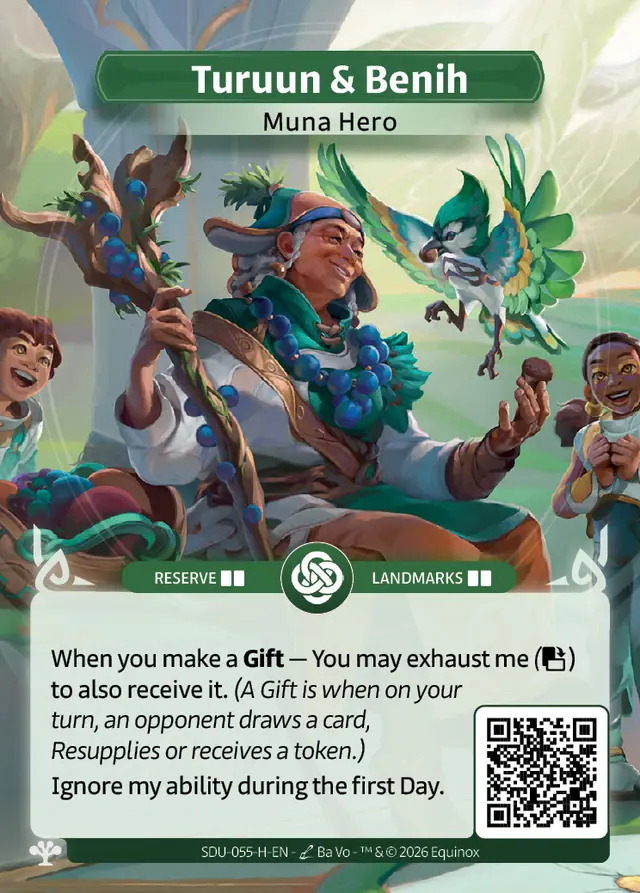 Turuun & Benih
Muna Hero
RESERVE
LANDMARKS
When you make a Gift — You may exhaust me ( )
to also receive it. (A Gift is when on your
turn, an opponent draws a card,
Resupplies or receives a token.)
Ignore my ability during the first Day.
SDU-055-H-EN - Ba Vo - ™ & © 2026 Equinox